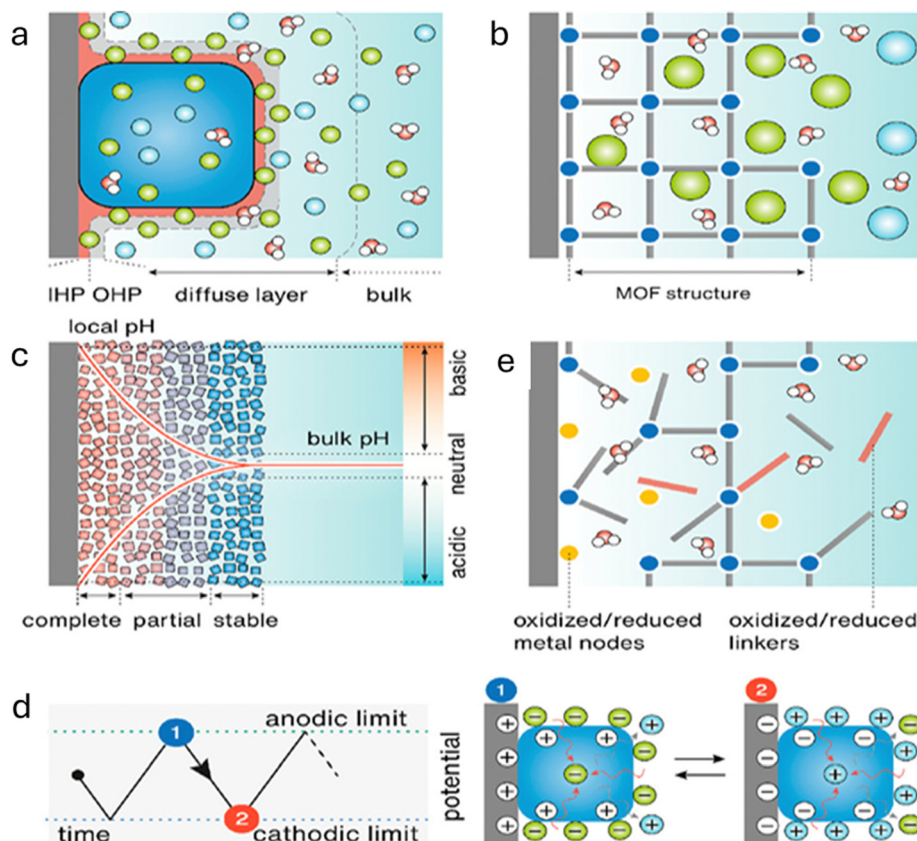 a
b
IHP OHP diffuse layer bulk
MOF structure
local pH
c
e
basic
bulk pH
neutral
acidic
complete partial stable
oxidized/reduced
metal nodes
oxidized/reduced
linkers
d
1
anodic limit
2
time
cathodic limit
potential
1
2
+ − − − +
+ + + −
+ − +
+ + + −
− − − +
− + + + −
− − − +
− + −
− − − +
+ + + −